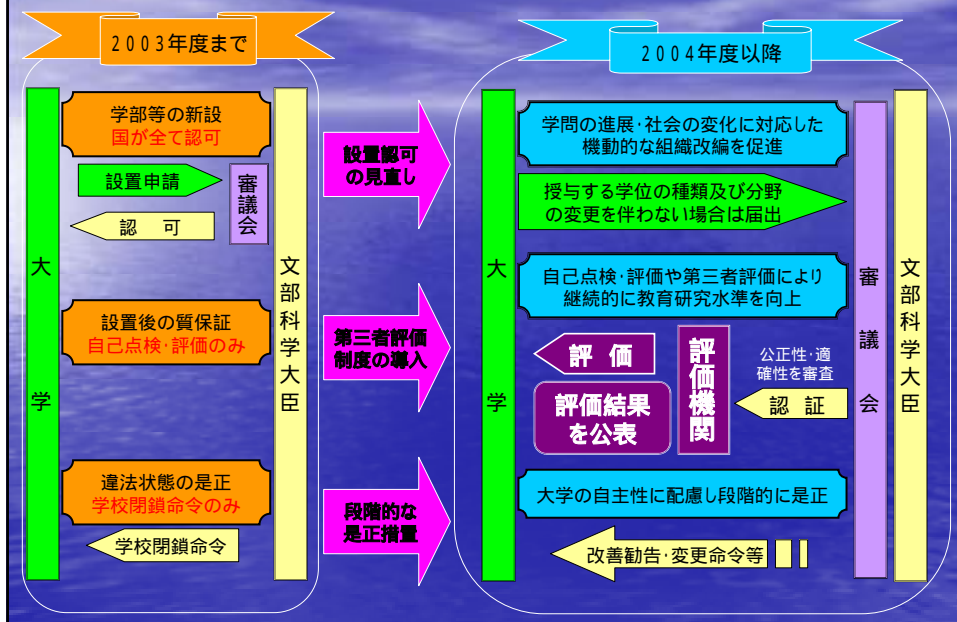 2003年度まで
大学
学部等の新設
国が全て認可
設置申請
認　可
審議会
設置後の質保証
自己点検・評価のみ
違法状態の是正
学校閉鎖命令のみ
学校閉鎖命令
文部科学大臣
設置認可
の見直し
第三者評価
制度の導入
段階的な
是正措置
2004年度以降
大学
学問の進展・社会の変化に対応した
機動的な組織改編を促進
授与する学位の種類及び分野
の変更を伴わない場合は届出
自己点検・評価や第三者評価により
継続的に教育研究水準を向上
評　価
評価結果
を公表
評価機関
公正性・適
確性を審査
認　証
大学の自主性に配慮し段階的に是正
改善勧告・変更命令等
審議会
文部科学大臣